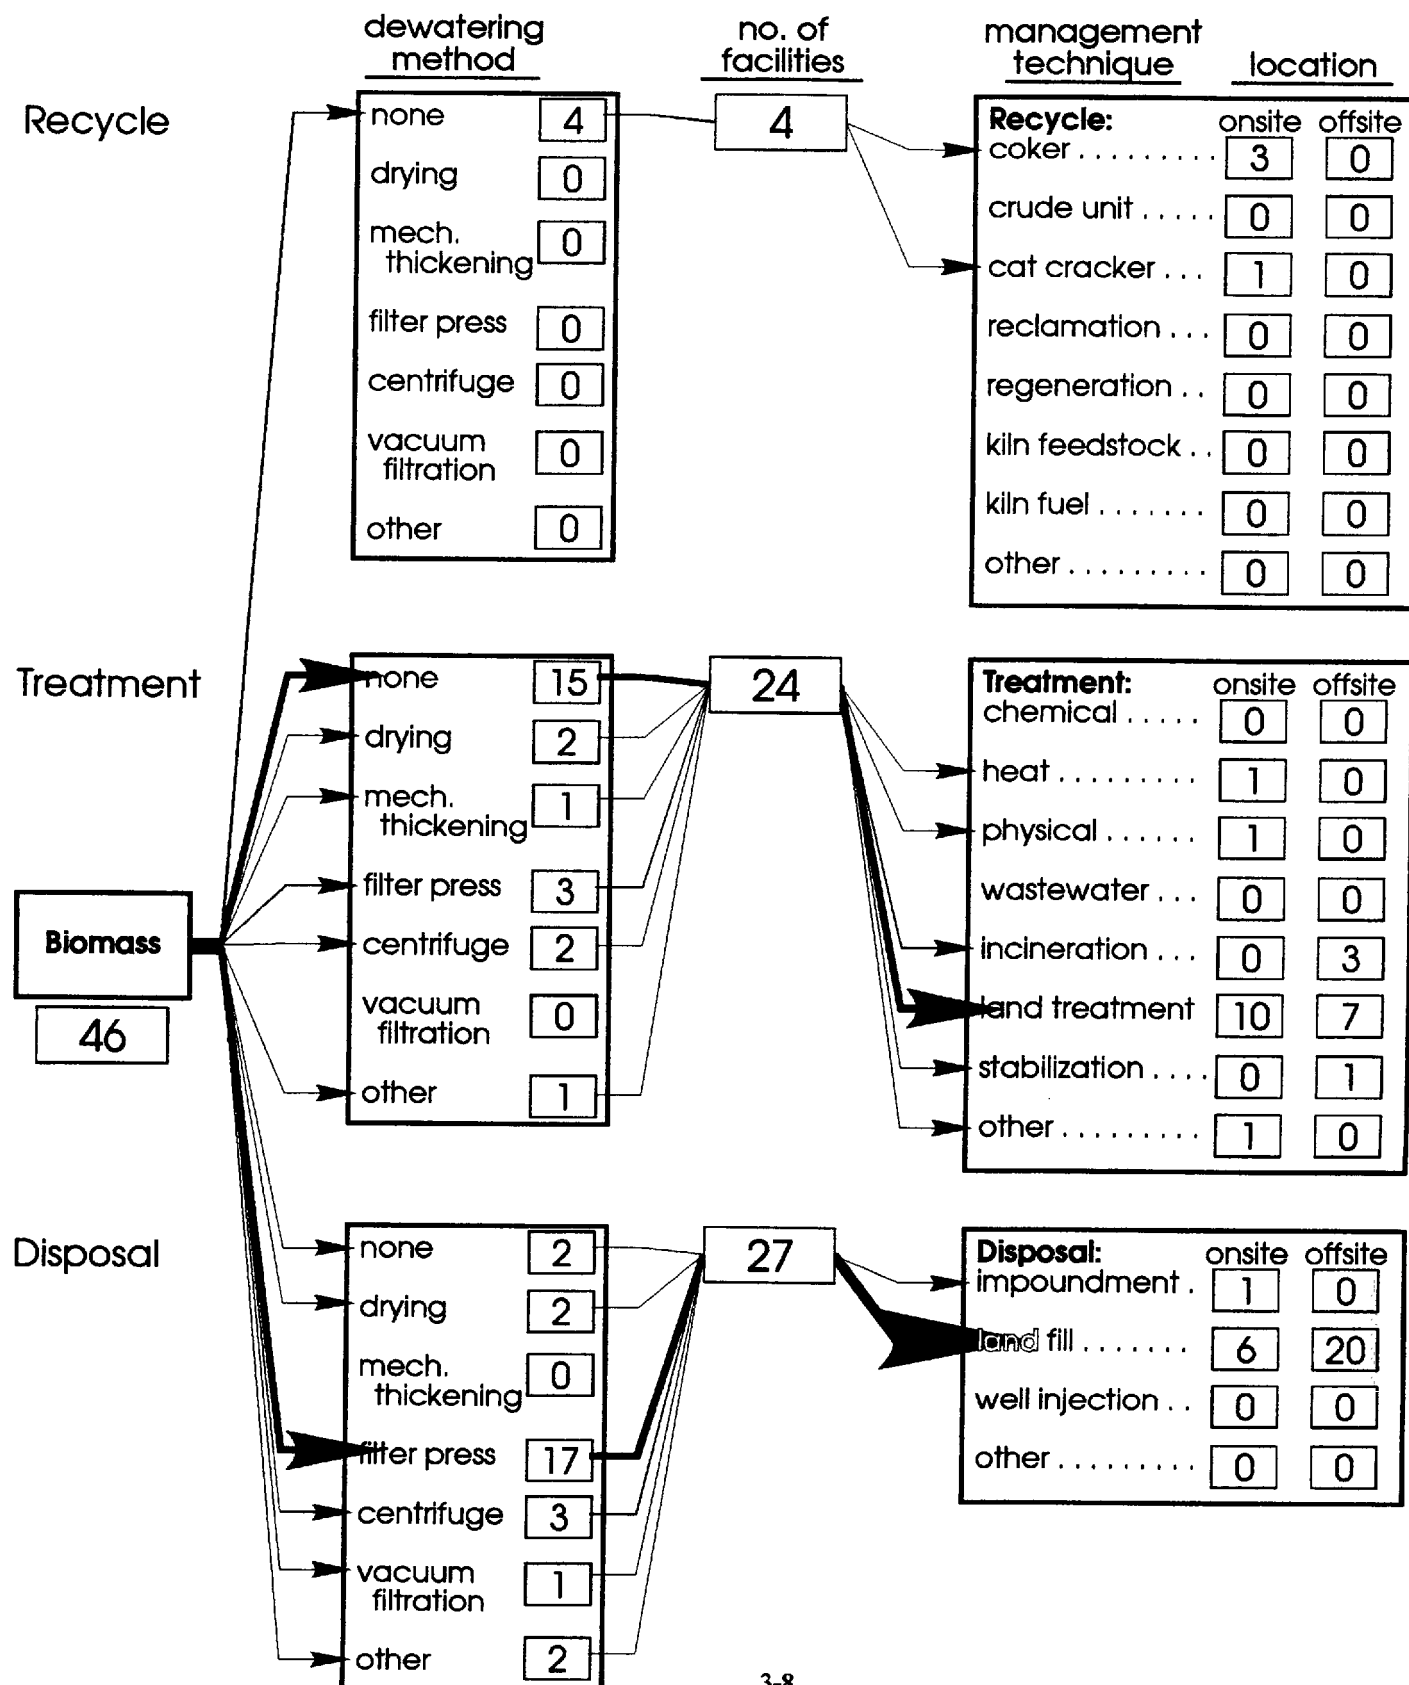 dewatering method
no. of facilities
management technique
location
Recycle
none 4
drying 0
mech. thickening 0
filter press 0
centrifuge 0
vacuum filtration 0
other 0
4
Recycle: onsite offsite
coker . . . . . . . . . 3 0
crude unit . . . . . 0 0
cat cracker . . . 1 0
reclamation . . . 0 0
regeneration . . 0 0
kiln feedstock . . 0 0
kiln fuel . . . . . . . 0 0
other . . . . . . . . . 0 0
Treatment
none 15
drying 2
mech. thickening 1
filter press 3
centrifuge 2
vacuum filtration 0
other 1
24
Treatment: onsite offsite
chemical . . . . . 0 0
heat . . . . . . . . . 1 0
physical . . . . . . 1 0
wastewater . . . 0 0
incineration . . . 0 3
land treatment 10 7
stabilization . . . . 0 1
other . . . . . . . . . 1 0
Biomass
46
Disposal
none 2
drying 2
mech. thickening 0
filter press 17
centrifuge 3
vacuum filtration 1
other 2
27
Disposal: onsite offsite
impoundment . 1 0
land fill . . . . . . . 6 20
well injection . . 0 0
other . . . . . . . . . 0 0
3-8